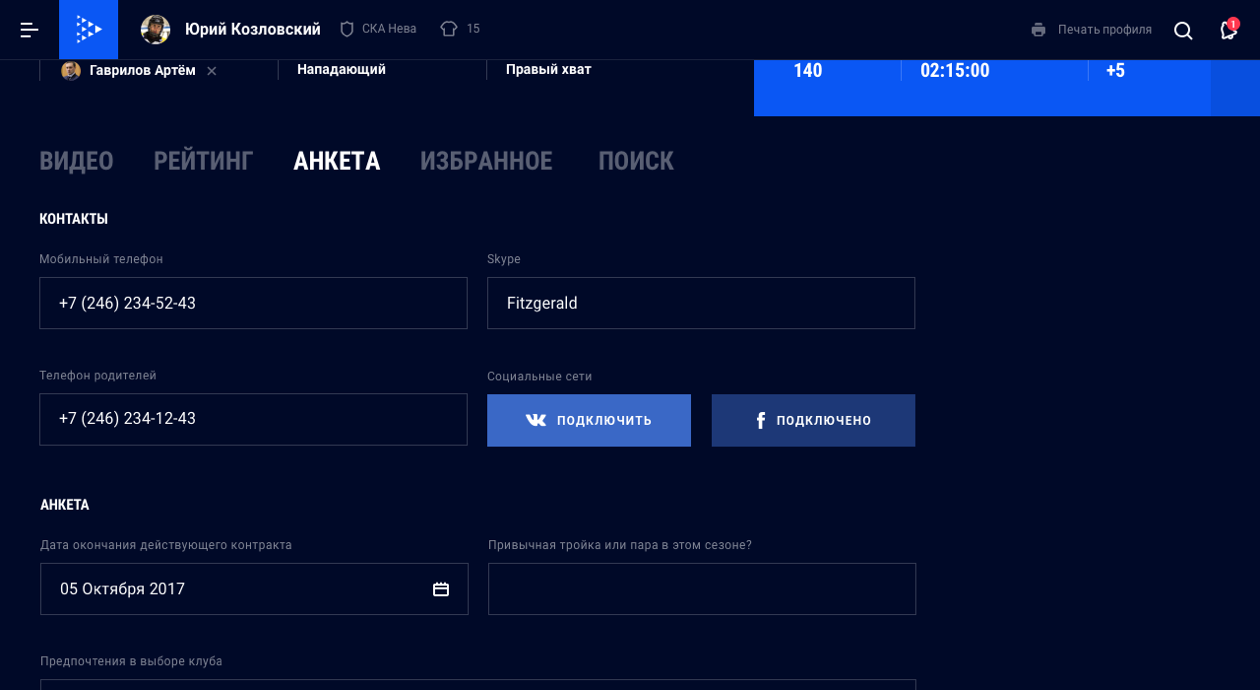 Юрий Козловский СКА Нева 15 Печать профиля 1
Гаврилов Артём Нападающий Правый хват 140 02:15:00 +5
ВИДЕО РЕЙТИНГ АНКЕТА ИЗБРАННОЕ ПОИСК
КОНТАКТЫ
Мобильный телефон Skype
+7 (246) 234-52-43 Fitzgerald
Телефон родителей Социальные сети
+7 (246) 234-12-43 ПОДКЛЮЧИТЬ ПОДКЛЮЧЕНО
АНКЕТА
Дата окончания действующего контракта Привычная тройка или пара в этом сезоне?
05 Октября 2017
Предпочтения в выборе клуба